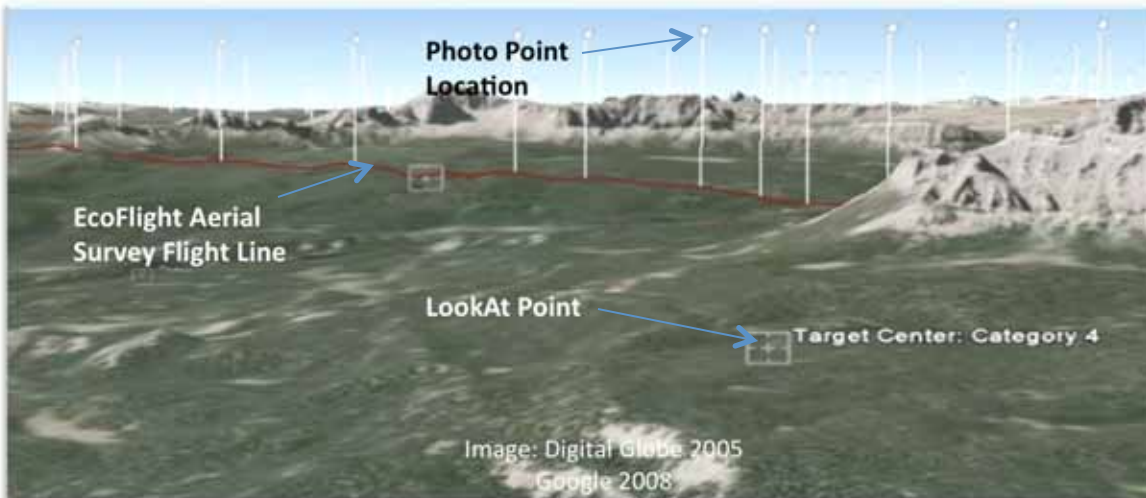 Photo Point
Location
EcoFlight Aerial
Survey Flight Line
LookAt Point
Target Center: Category 4
Image: Digital Globe 2005
Google 2008